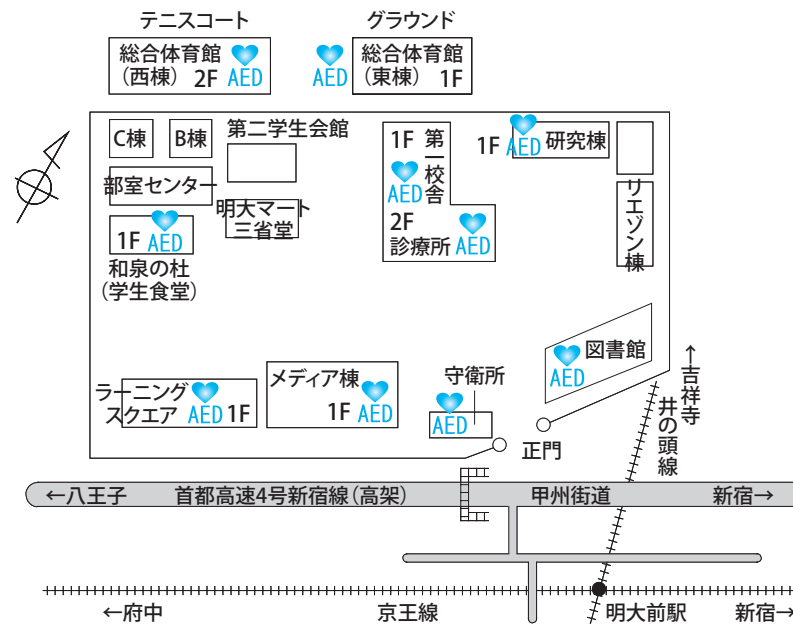 テニスコート
グラウンド
総合体育館
(西棟) 2F AED
AED
総合体育館
(東棟) 1F
C棟
B棟
第二学生会館
部室センター
明大マート
三省堂
1F AED
和泉の杜
(学生食堂)
1F
第一校舎
AED
2F
診療所 AED
1F AED 研究棟
リエゾン棟
図書館
AED
ラーニング
スクエア AED 1F
メディア棟
1F AED
守衛所
AED
正門
↑吉祥寺
井の頭線
←八王子
首都高速4号新宿線(高架)
甲州街道
新宿→
←府中
京王線
明大前駅
新宿→